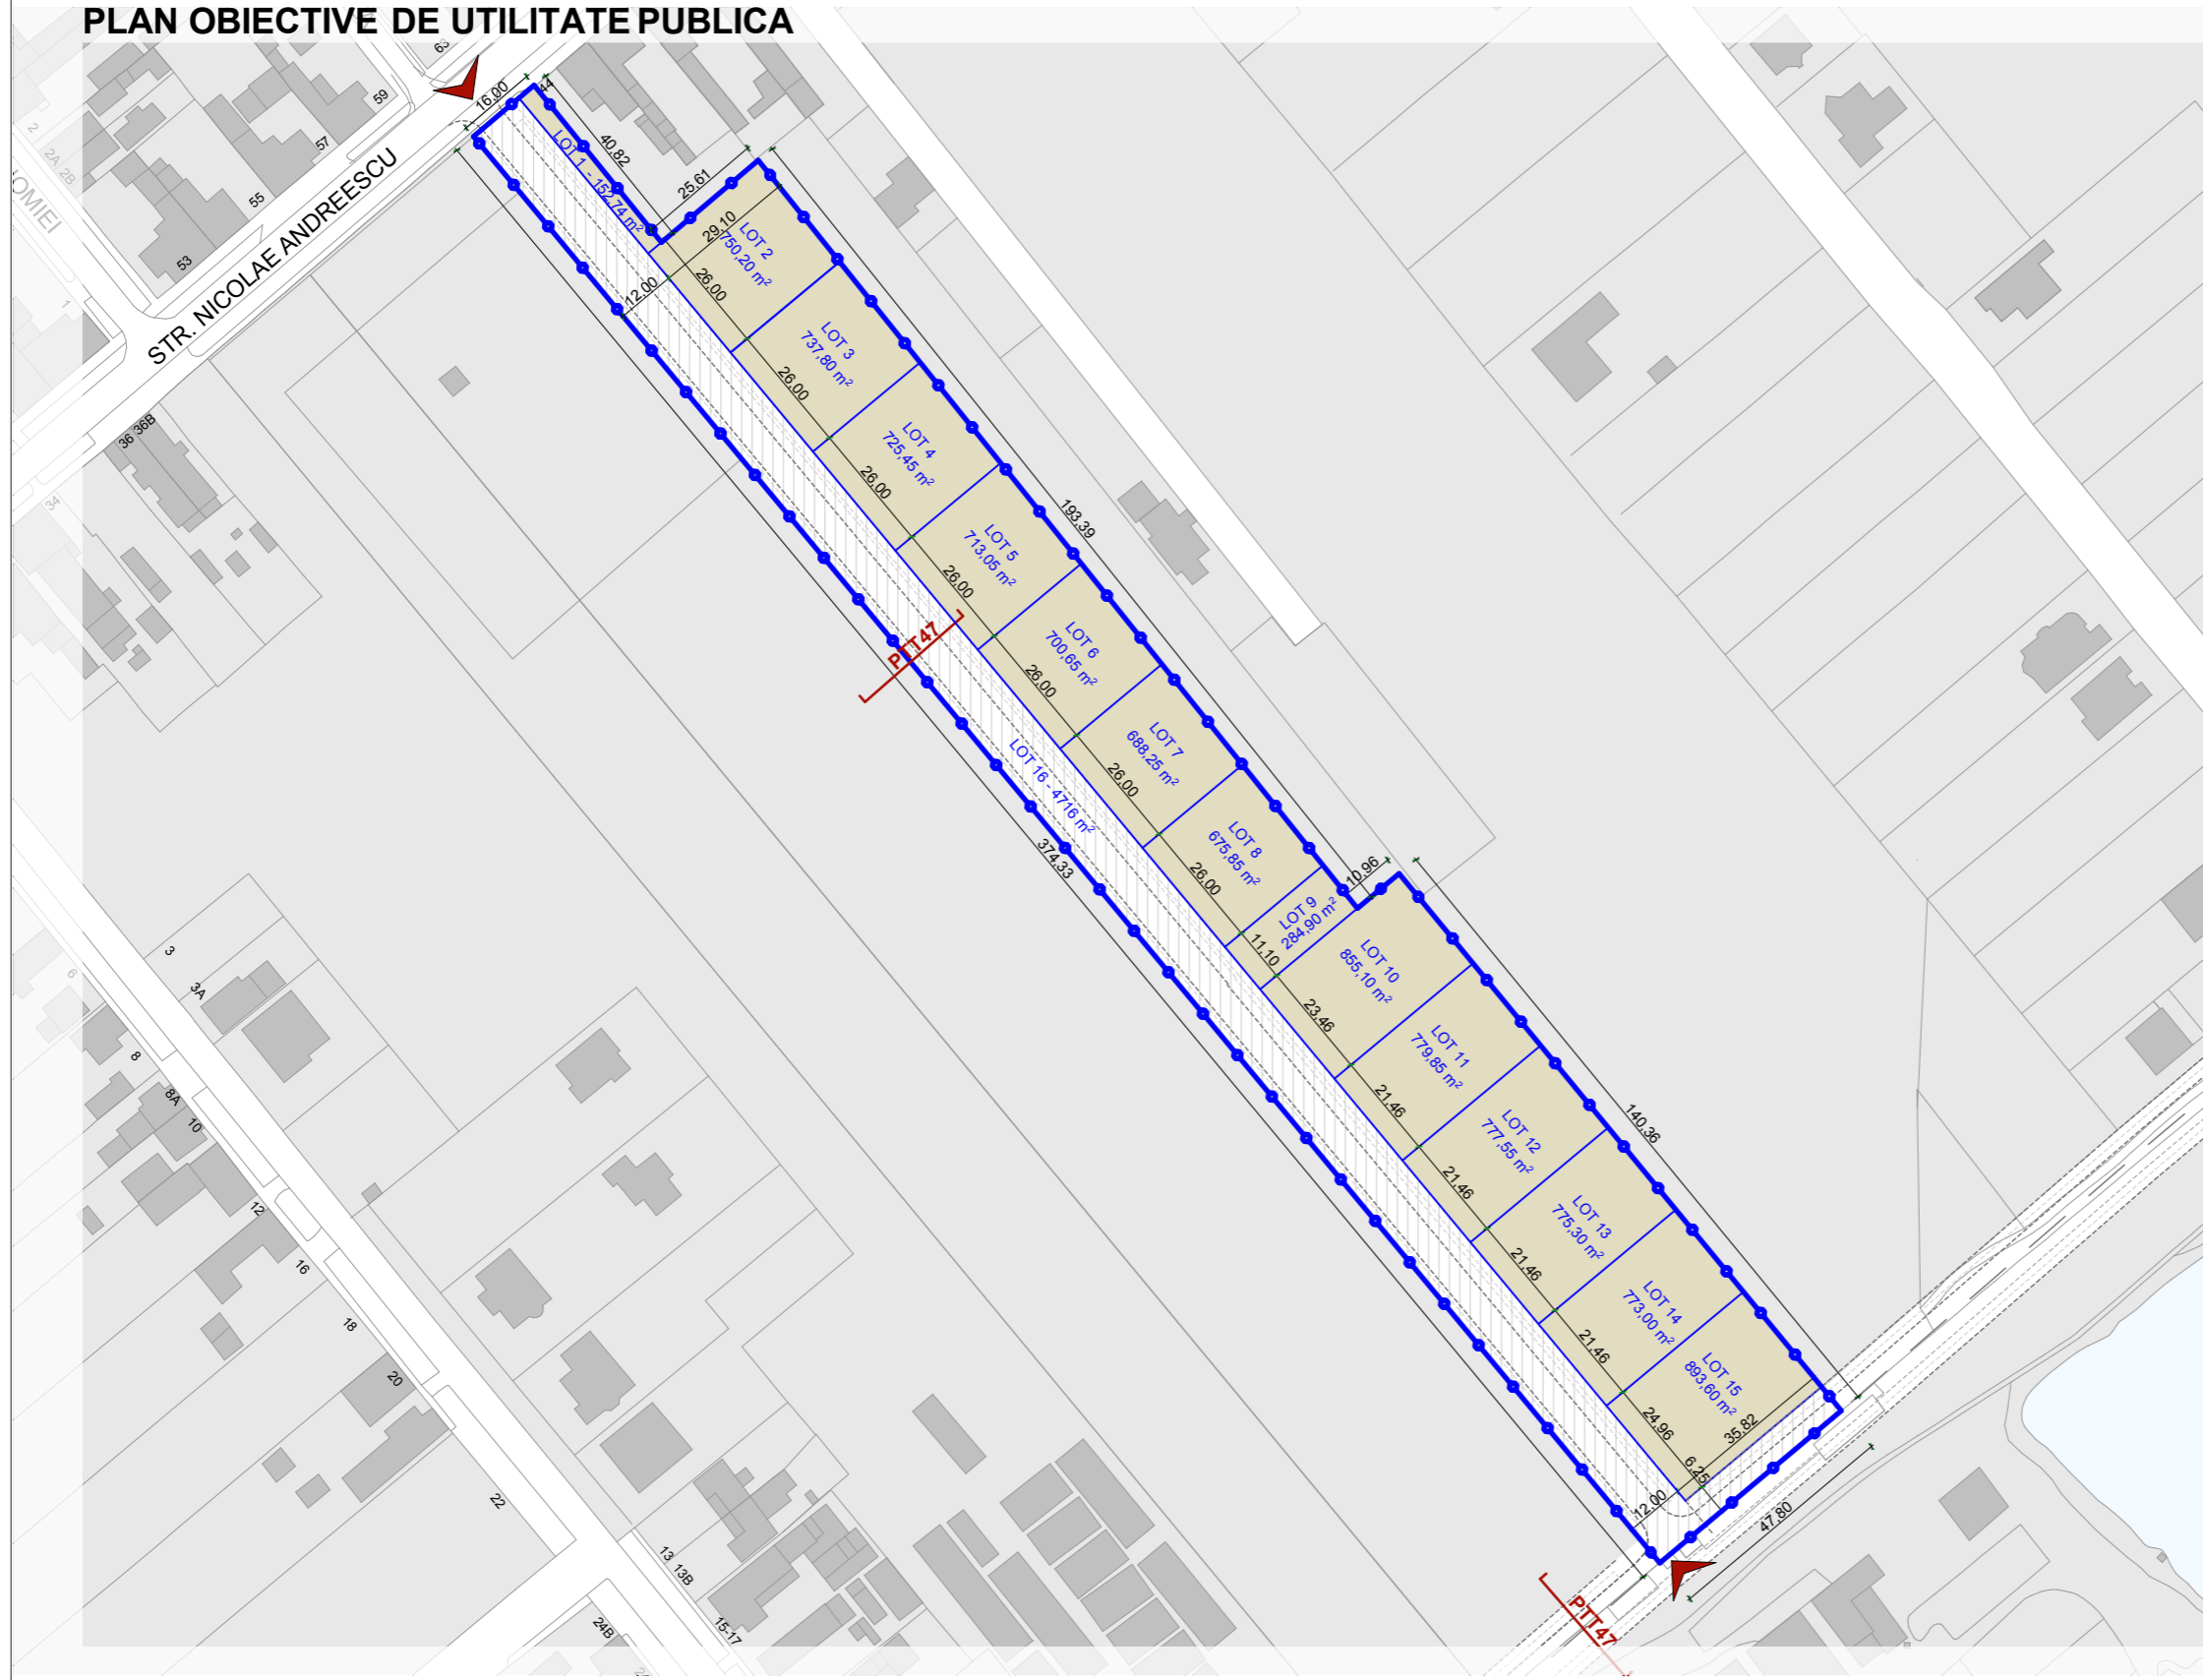 PLAN OBIECTIVE DE UTILITATE PUBLICA
63
59
57
55
53
2
2A 2B
1
STR. NICOLAE ANDREESCU
36 36B
34
16,00
44
40,82
25,61
29,10
12,00
LOT 1 - 152,74 m²
LOT 2
750,20 m²
26,00
LOT 3
737,80 m²
26,00
LOT 4
725,45 m²
26,00
LOT 5
713,05 m²
26,00
193,39
LOT 6
700,65 m²
26,00
PTT47
LOT 7
688,25 m²
26,00
LOT 16 - 4716 m²
374,33
LOT 8
675,85 m²
26,00
10,96
LOT 9
284,90 m²
11,10
LOT 10
855,10 m²
23,46
LOT 11
779,85 m²
21,46
140,36
LOT 12
777,55 m²
21,46
LOT 13
775,30 m²
21,46
LOT 14
773,00 m²
21,46
LOT 15
893,60 m²
24,96
35,82
6,25
12,00
47,80
PTT47
3
3A
6
8
8A
10
12
16
18
20
22
13 13B
15-17
24B